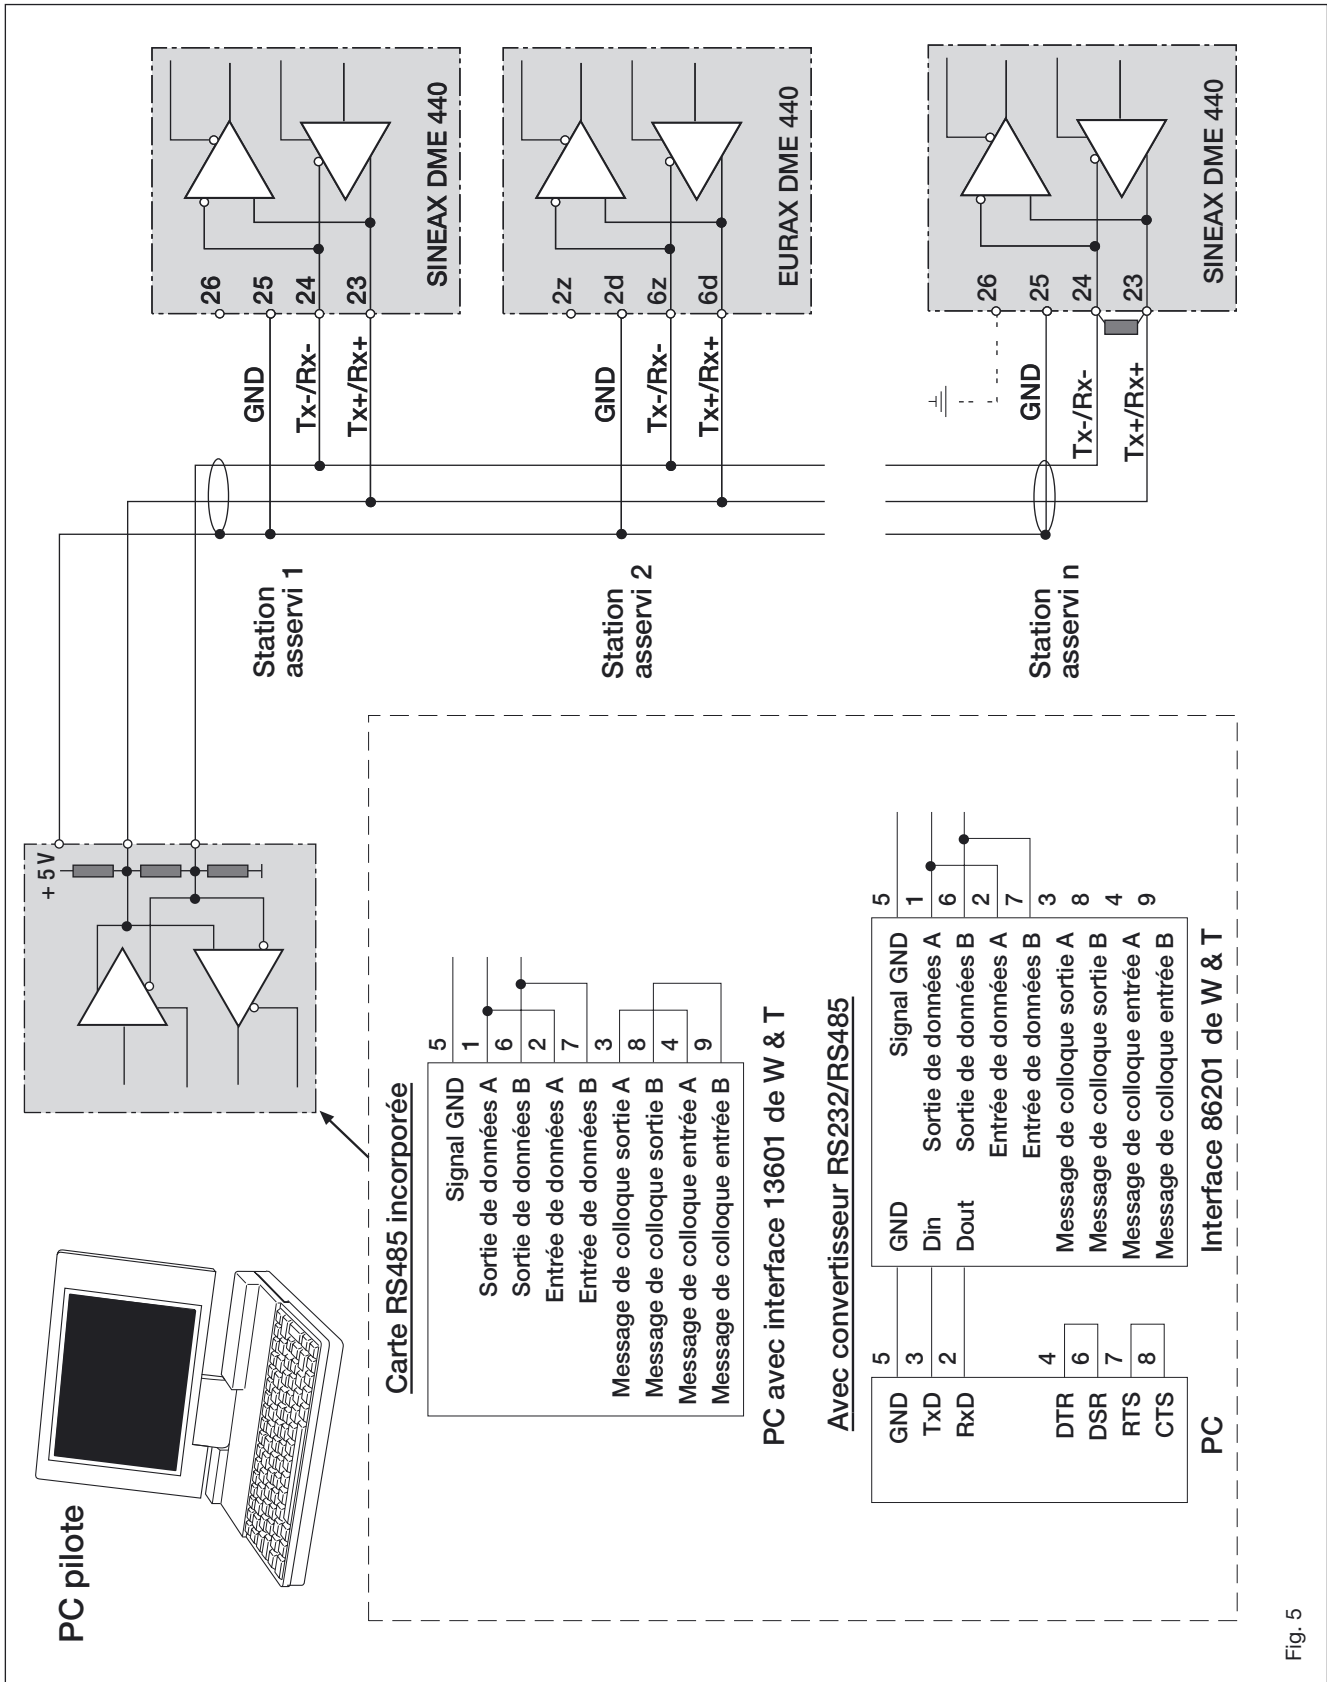 PC pilote
+ 5 V
Station
asservi 1
GND
Tx-/Rx-
Tx+/Rx+
26
25
24
23
SINEAX DME 440
Station
asservi 2
GND
Tx-/Rx-
Tx+/Rx+
2z
2d
6z
6d
EURAX DME 440
Station
asservi n
GND
Tx-/Rx-
Tx+/Rx+
26
25
24
23
SINEAX DME 440
Carte RS485 incorporée
Signal GND 5
Sortie de données A 1
Sortie de données B 6
Entrée de données A 2
Entrée de données B 7
Message de colloque sortie A 3
Message de colloque sortie B 8
Message de colloque entrée A 4
Message de colloque entrée B 9
PC avec interface 13601 de W & T
Avec convertisseur RS232/RS485
GND 5
TxD 3
RxD 2
DTR 4
DSR 6
RTS 7
CTS 8
PC
GND Signal GND 5
Din Sortie de données A 1
Dout Sortie de données B 6
Entrée de données A 2
Entrée de données B 7
Message de colloque sortie A 3
Message de colloque sortie B 8
Message de colloque entrée A 4
Message de colloque entrée B 9
Interface 86201 de W & T
Fig. 5